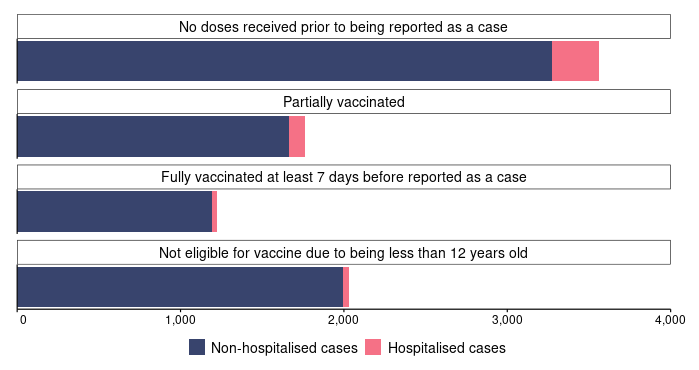 No doses received prior to being reported as a case
Partially vaccinated
Fully vaccinated at least 7 days before reported as a case
Not eligible for vaccine due to being less than 12 years old
0 1,000 2,000 3,000 4,000
Non-hospitalised cases Hospitalised cases